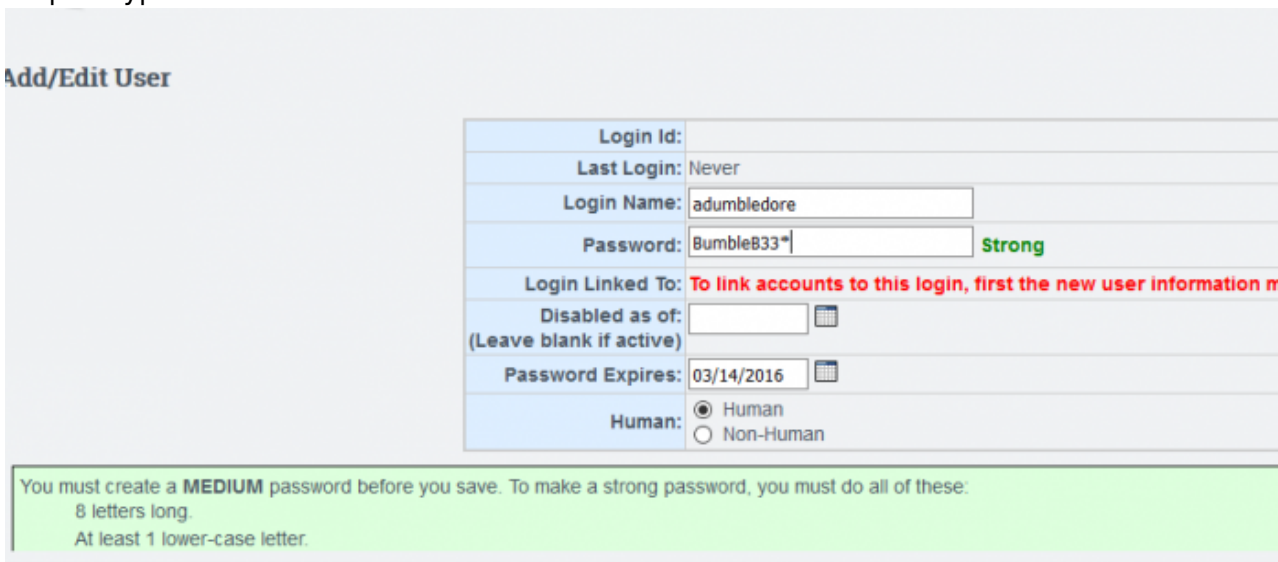 Add/Edit User
Login Id:
Last Login: Never
Login Name: adumbledore
Password: BumbleB33* Strong
Login Linked To: To link accounts to this login, first the new user information
Disabled as of:
(Leave blank if active)
Password Expires: 03/14/2016
Human: Human
Non-Human
You must create a MEDIUM password before you save. To make a strong password, you must do all of these:
8 letters long.
At least 1 lower-case letter.